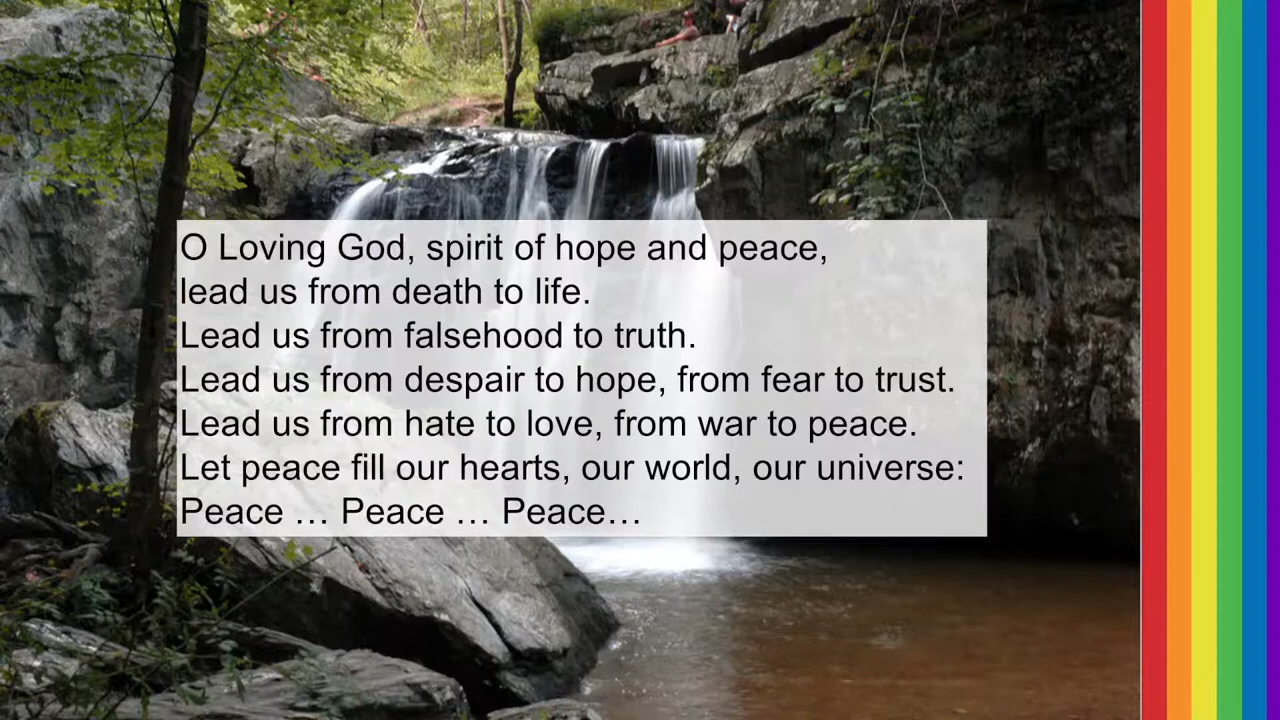 O Loving God, spirit of hope and peace,
lead us from death to life.
Lead us from falsehood to truth.
Lead us from despair to hope, from fear to trust.
Lead us from hate to love, from war to peace.
Let peace fill our hearts, our world, our universe:
Peace … Peace … Peace…